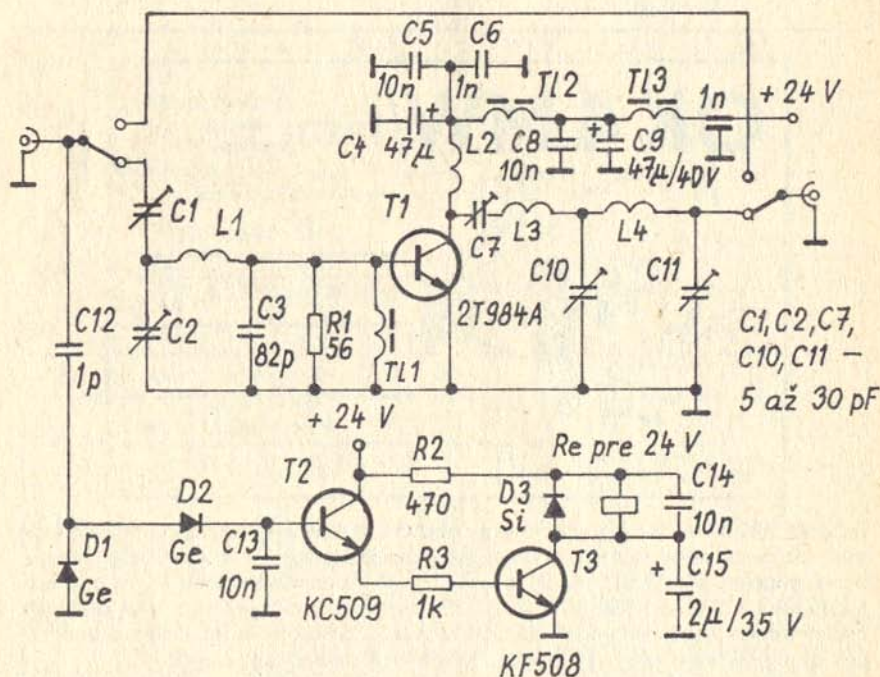 C5
C6
10n
1n
Tl2
Tl3
1n
+ 24 V
+
C4
47μ
L2
C8
10n
+
C9
47μ/40V
C1
L1
T1
C7
L3
L4
C2
C3
82p
R1
56
TL1
2T984A
C10
C11
C12
1p
C1, C2, C7,
C10, C11 –
5 až 30 pF
+ 24 V
T2
R2
470
Re pre 24 V
D3
Si
C14
10n
D2
Ge
C13
10n
D1
Ge
R3
1k
T3
+
C15
2μ/35 V
KC509
KF508